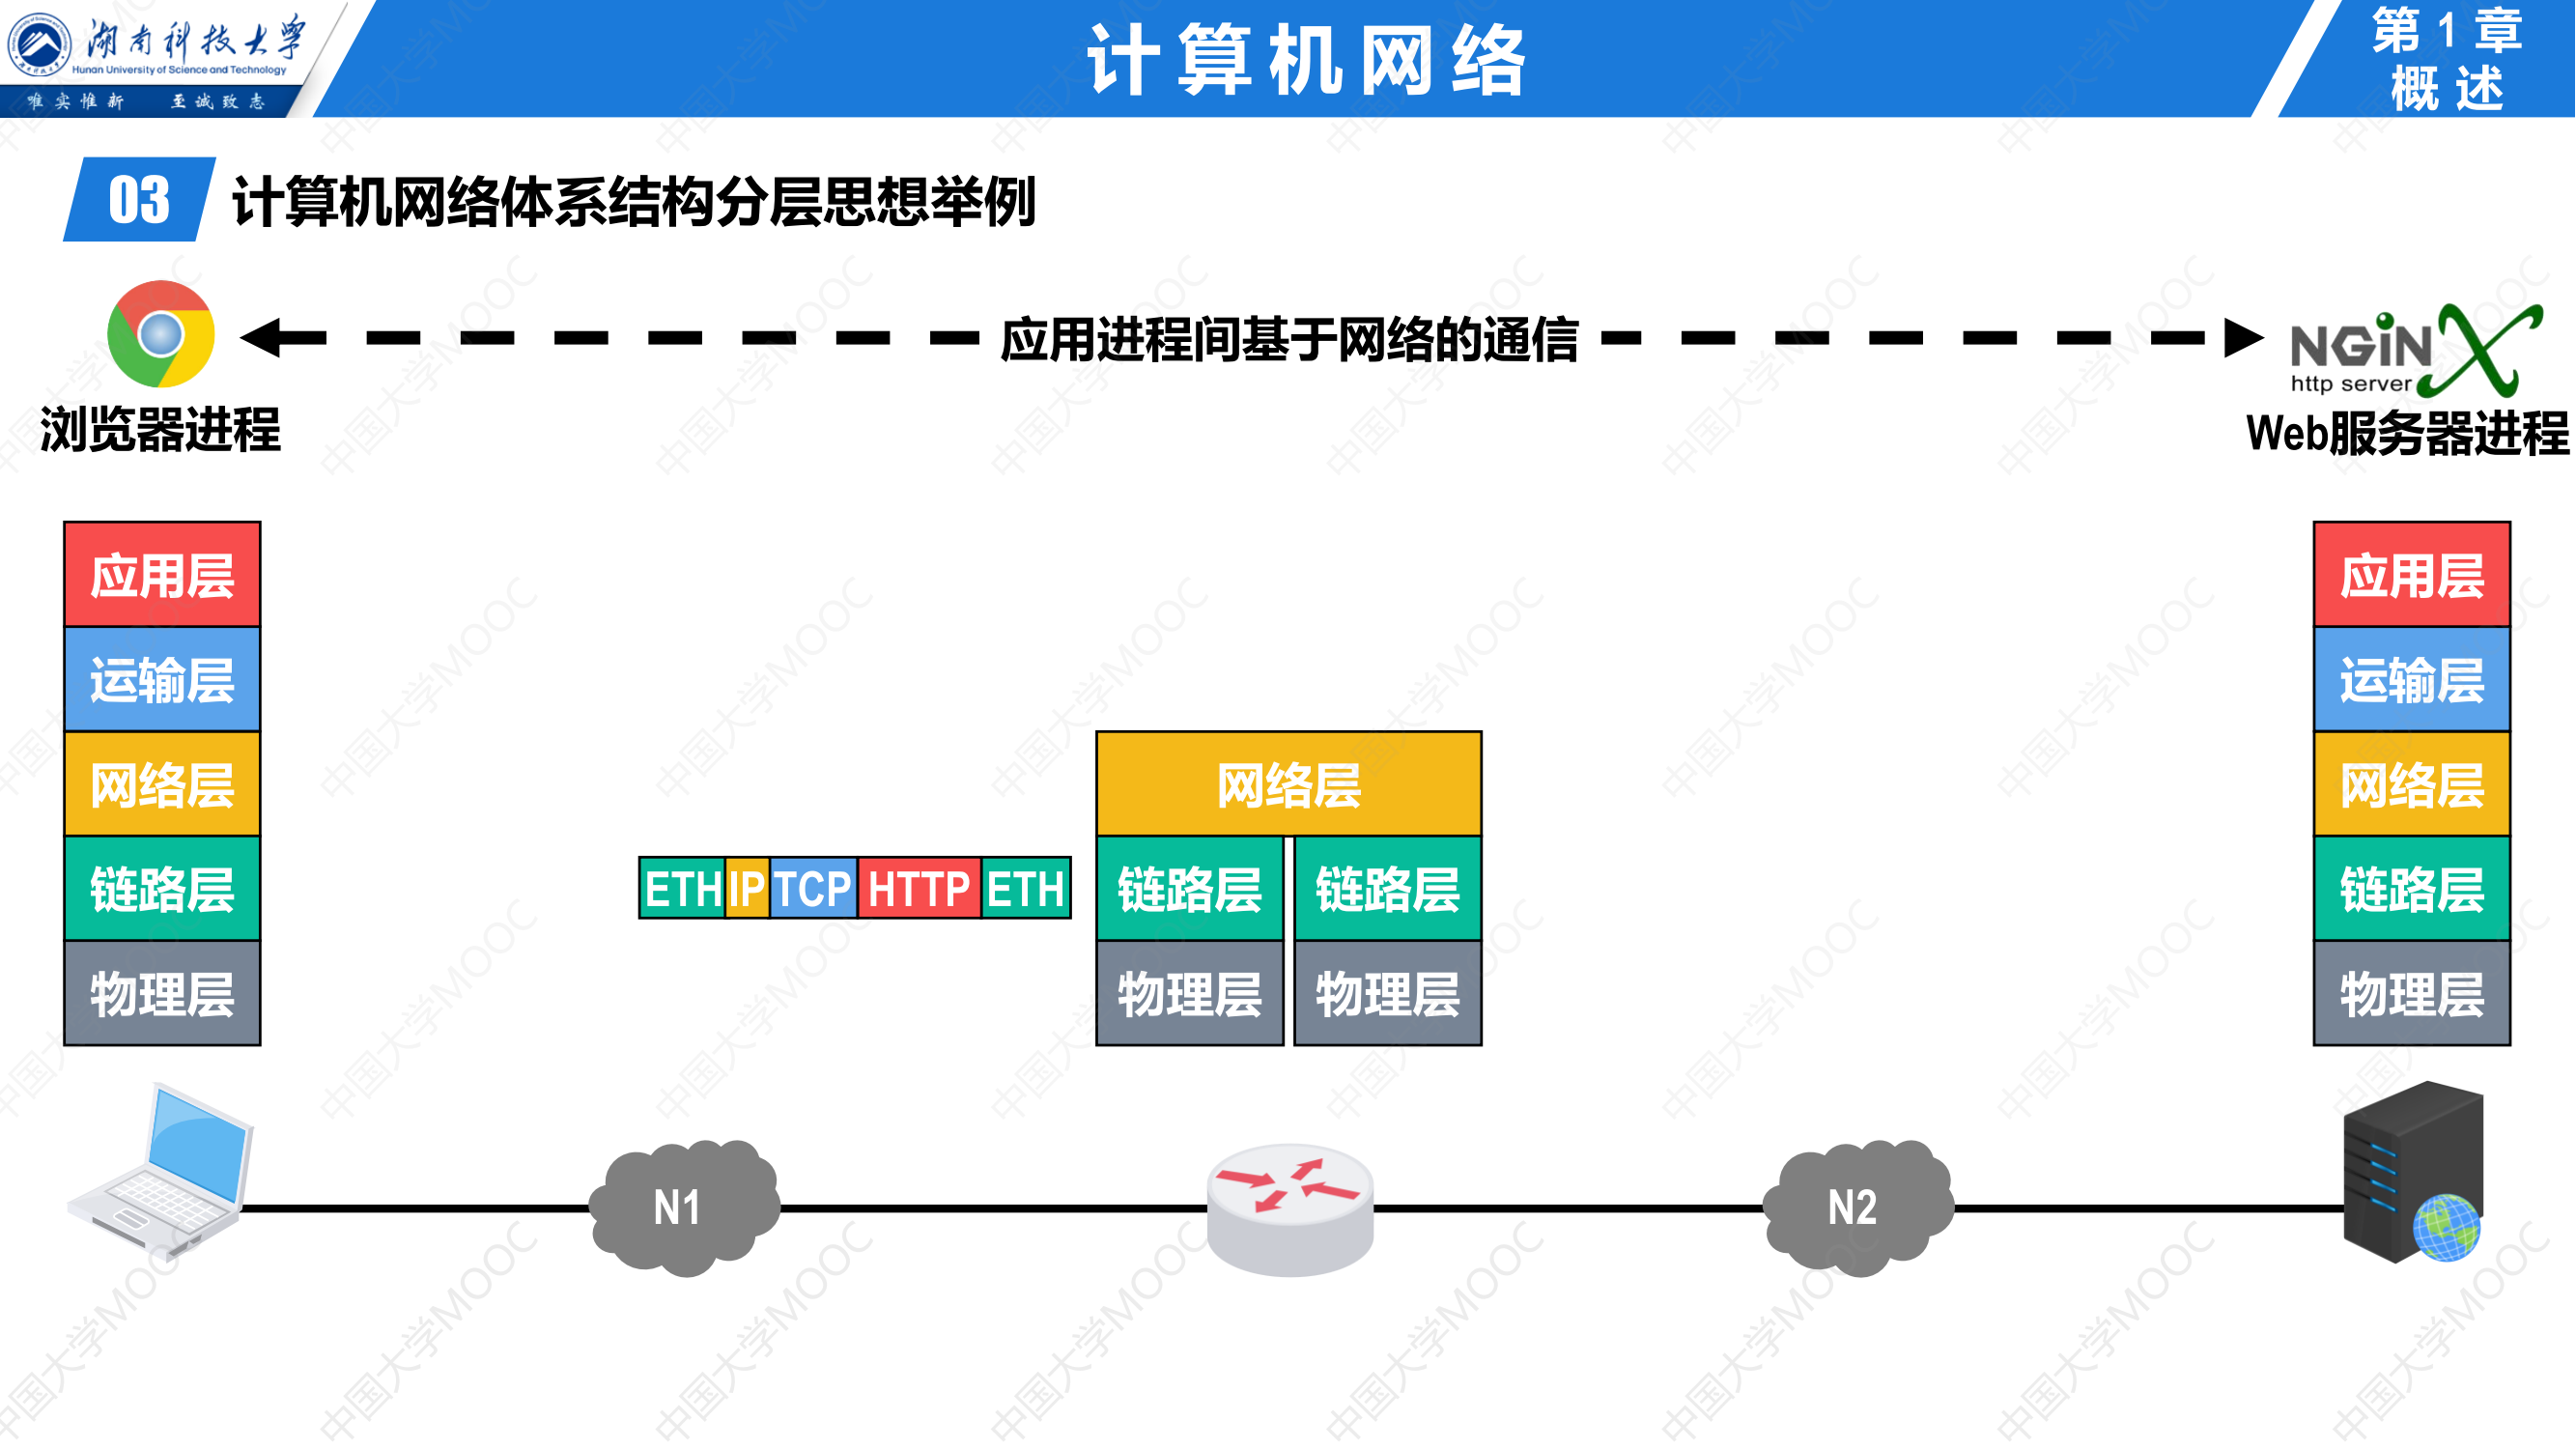 湖南科技大学
Hunan University of Science and Technology
唯实惟新 至诚致志
计算机网络
第1章
概述
03 计算机网络体系结构分层思想举例
应用进程间基于网络的通信
NGiNX
http server
浏览器进程
Web服务器进程
应用层
运输层
网络层
链路层
物理层
ETH IP TCP HTTP ETH
网络层
链路层 链路层
物理层 物理层
应用层
运输层
网络层
链路层
物理层
N1
N2
中国大学MOOC